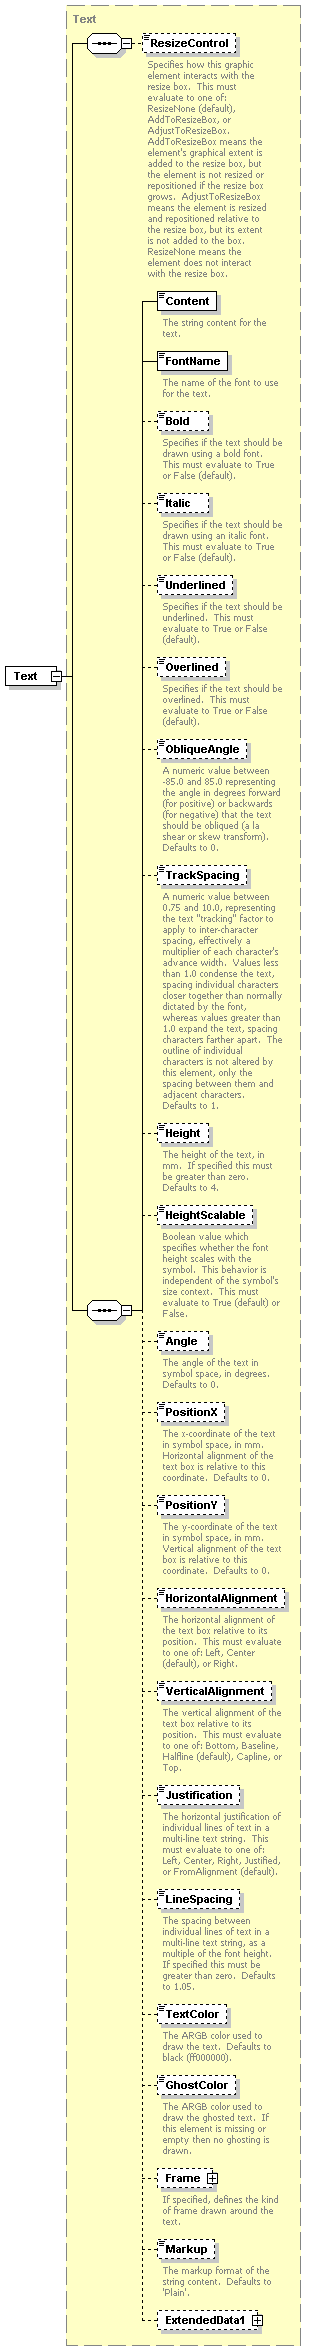 Text
ResizeControl
Specifies how this graphic
element interacts with the
resize box.  This must
evaluate to one of:
ResizeNone (default),
AddToResizeBox, or
AdjustToResizeBox.
AddToResizeBox means the
element's graphical extent is
added to the resize box, but
the element is not resized or
repositioned if the resize box
grows.  AdjustToResizeBox
means the element is resized
and repositioned relative to
the resize box, but its extent
is not added to the box.
ResizeNone means the
element does not interact
with the resize box.
Content
The string content for the
text.
FontName
The name of the font to use
for the text.
Bold
Specifies if the text should be
drawn using a bold font.
This must evaluate to True
or False (default).
Italic
Specifies if the text should be
drawn using an italic font.
This must evaluate to True
or False (default).
Underlined
Specifies if the text should be
underlined.  This must
evaluate to True or False
(default).
Overlined
Specifies if the text should be
overlined.  This must
evaluate to True or False
(default).
Text
ObliqueAngle
A numeric value between
-85.0 and 85.0 representing
the angle in degrees forward
(for positive) or backwards
(for negative) that the text
should be obliqued (a la
shear or skew transform).
Defaults to 0.
TrackSpacing
A numeric value between
0.75 and 10.0, representing
the text "tracking" factor to
apply to inter-character
spacing, effectively a
multiplier of each character's
advance width.  Values less
than 1.0 condense the text,
spacing individual characters
closer together than normally
dictated by the font,
whereas values greater than
1.0 expand the text, spacing
characters farther apart.  The
outline of individual
characters is not altered by
this element, only the
spacing between them and
adjacent characters.
Defaults to 1.
Height
The height of the text, in
mm.  If specified this must
be greater than zero.
Defaults to 4.
HeightScalable
Boolean value which
specifies whether the font
height scales with the
symbol.  This behavior is
independent of the symbol's
size context.  This must
evaluate to True (default) or
False.
Angle
The angle of the text in
symbol space, in degrees.
Defaults to 0.
PositionX
The x-coordinate of the text
in symbol space, in mm.
Horizontal alignment of the
text box is relative to this
coordinate.  Defaults to 0.
PositionY
The y-coordinate of the text
in symbol space, in mm.
Vertical alignment of the text
box is relative to this
coordinate.  Defaults to 0.
HorizontalAlignment
The horizontal alignment of
the text box relative to its
position.  This must evaluate
to one of: Left, Center
(default), or Right.
VerticalAlignment
The vertical alignment of the
text box relative to its
position.  This must evaluate
to one of: Bottom, Baseline,
Halfline (default), Capline, or
Top.
Justification
The horizontal justification of
individual lines of text in a
multi-line text string.  This
must evaluate to one of:
Left, Center, Right, Justified,
or FromAlignment (default).
LineSpacing
The spacing between
individual lines of text in a
multi-line text string, as a
multiple of the font height.
If specified this must be
greater than zero.  Defaults
to 1.05.
TextColor
The ARGB color used to
draw the text.  Defaults to
black (ff000000).
GhostColor
The ARGB color used to
draw the ghosted text.  If
this element is missing or
empty then no ghosting is
drawn.
Frame
If specified, defines the kind
of frame drawn around the
text.
Markup
The markup format of the
string content.  Defaults to
'Plain'.
ExtendedData1